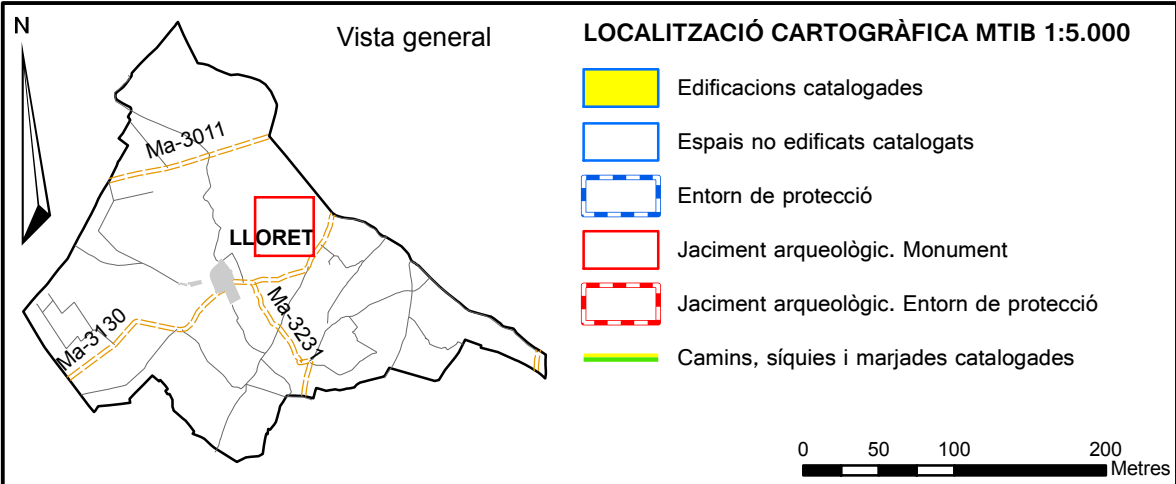 N
Vista general
Ma-3011
LLORET
Ma-3130
Ma-3231
LOCALITZACIÓ CARTOGRÀFICA MTIB 1:5.000
Edificacions catalogades
Espais no edificats catalogats
Entorn de protecció
Jaciment arqueològic. Monument
Jaciment arqueològic. Entorn de protecció
Camins, síquies i marjades catalogades
0 50 100 200
Metres